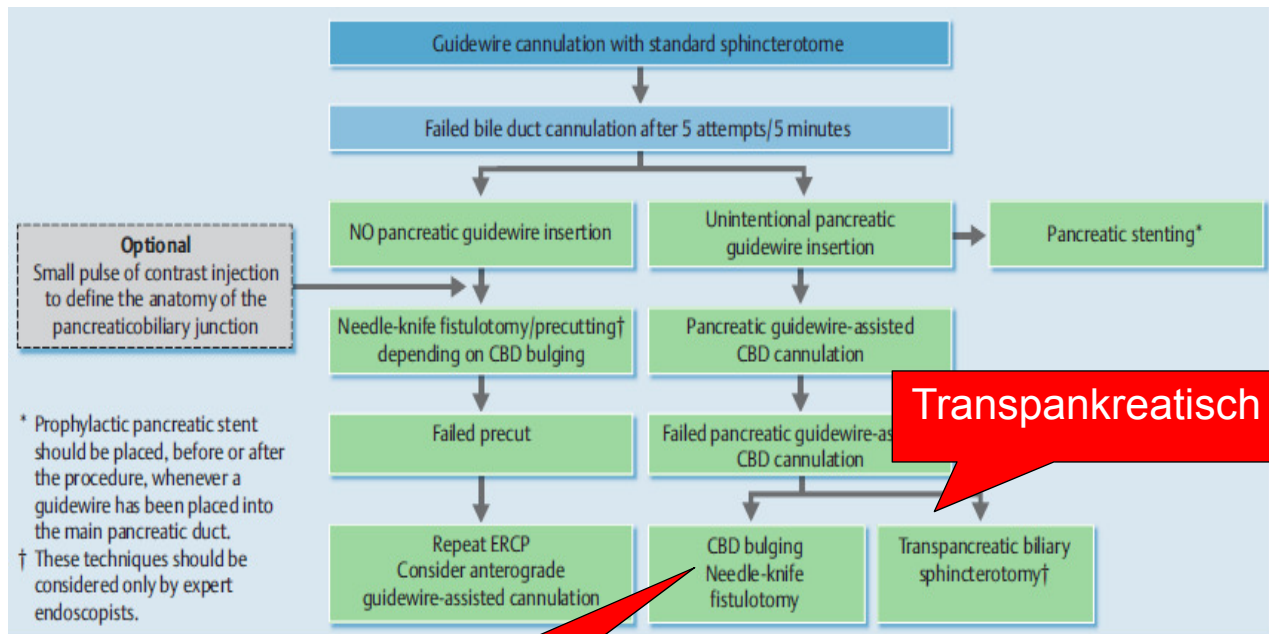 Guidewire cannulation with standard sphincterotome
Failed bile duct cannulation after 5 attempts/5 minutes
Optional
Small pulse of contrast injection
to define the anatomy of the
pancreaticobiliary junction
NO pancreatic guidewire insertion
Unintentional pancreatic
guidewire insertion
Pancreatic stenting*
Needle-knife fistulotomy/precutting†
depending on CBD bulging
Pancreatic guidewire-assisted
CBD cannulation
Transpankreatisch
* Prophylactic pancreatic stent
should be placed, before or after
the procedure, whenever a
guidewire has been placed into
the main pancreatic duct.
† These techniques should be
considered only by expert
endoscopists.
Failed precut
Failed pancreatic guidewire-as
CBD cannulation
Repeat ERCP
Consider anterograde
guidewire-assisted cannulation
CBD bulging
Needle-knife
fistulotomy
Transpancreatic biliary
sphincterotomy†